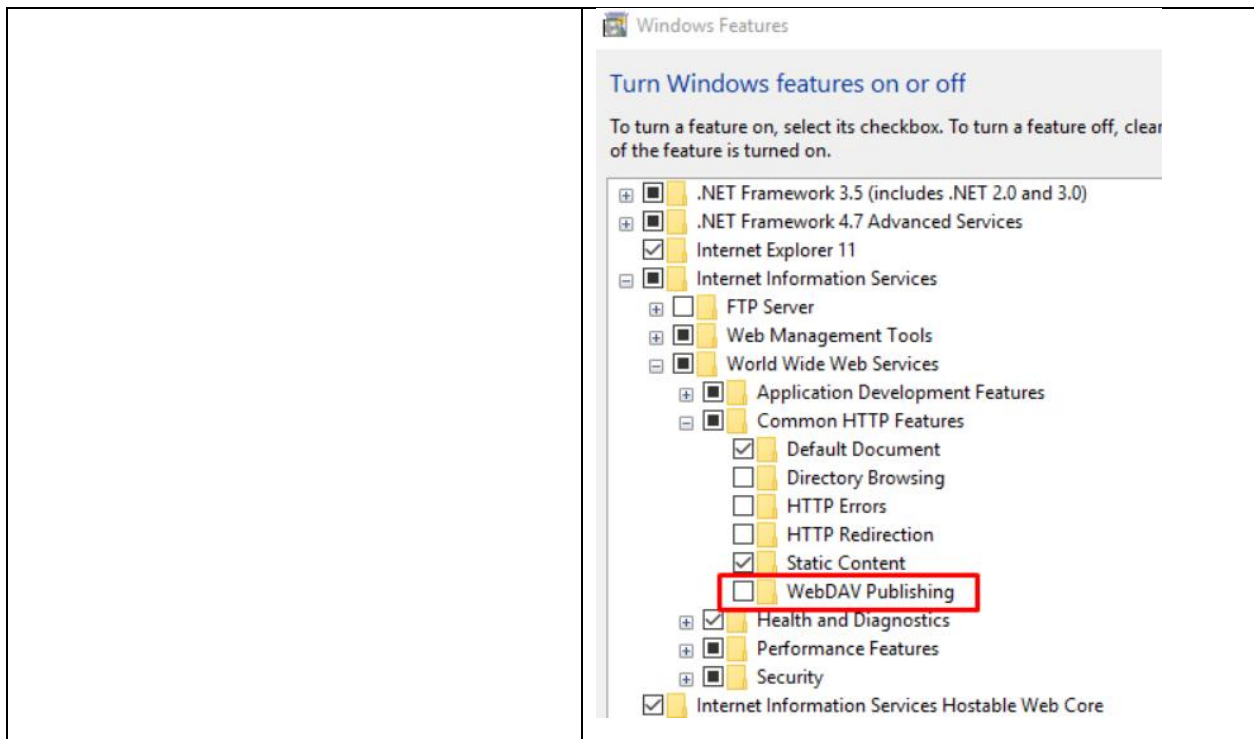 Windows Features
Turn Windows features on or off
To turn a feature on, select its checkbox. To turn a feature off, clear
of the feature is turned on.
.NET Framework 3.5 (includes .NET 2.0 and 3.0)
.NET Framework 4.7 Advanced Services
Internet Explorer 11
Internet Information Services
FTP Server
Web Management Tools
World Wide Web Services
Application Development Features
Common HTTP Features
Default Document
Directory Browsing
HTTP Errors
HTTP Redirection
Static Content
WebDAV Publishing
Health and Diagnostics
Performance Features
Security
Internet Information Services Hostable Web Core